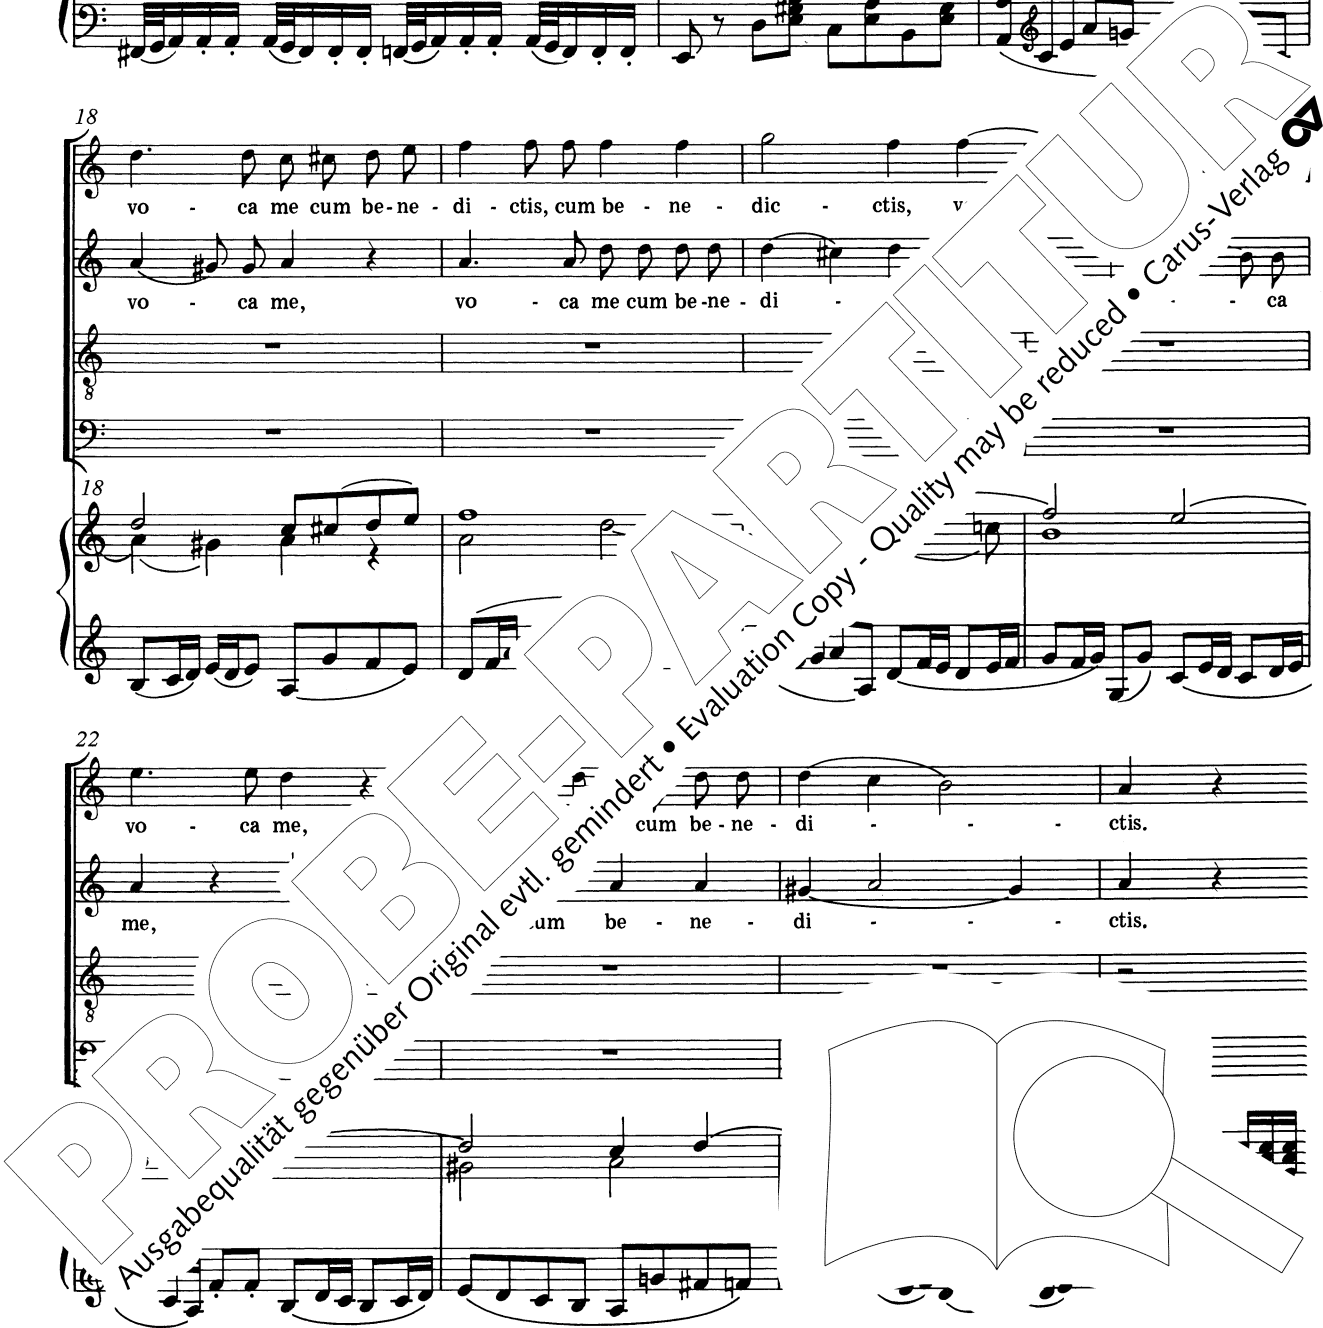 18
vo - ca me cum be - ne - di - ctis, cum be - ne - dic - ctis,
vo - ca me, vo - ca me cum be - ne - di - - ca
8
18
22
vo - ca me, cum be - ne - di - - - ctis.
me, be - ne - di - - - ctis.
8
PROBE-PARTITUR
Ausgabequalität gegenüber Original evtl. gemindert • Evaluation Copy - Quality may be reduced • Carus-Verlag